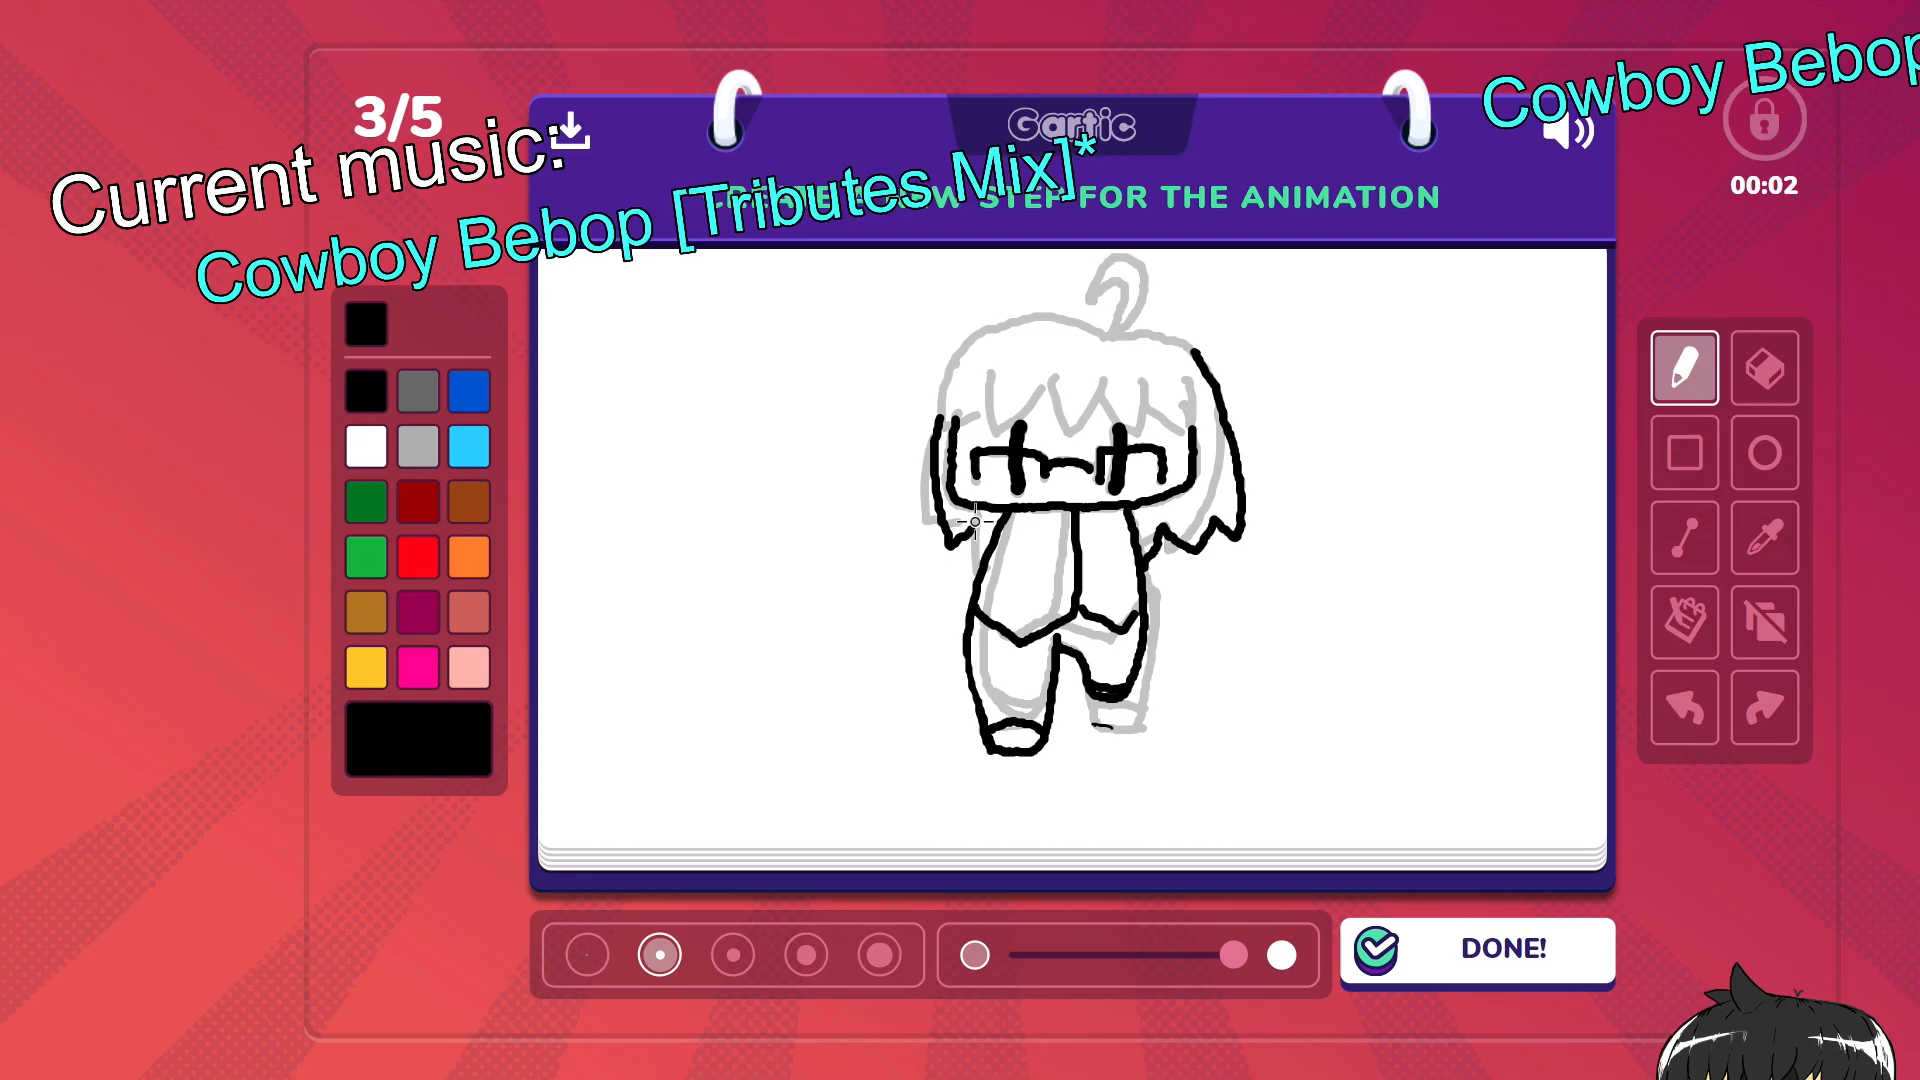 3/5
Gartic
Current music:
Cowboy Bebop [Tributes Mix]*
Cowboy Bebop
FOR THE ANIMATION
00:02
DONE!